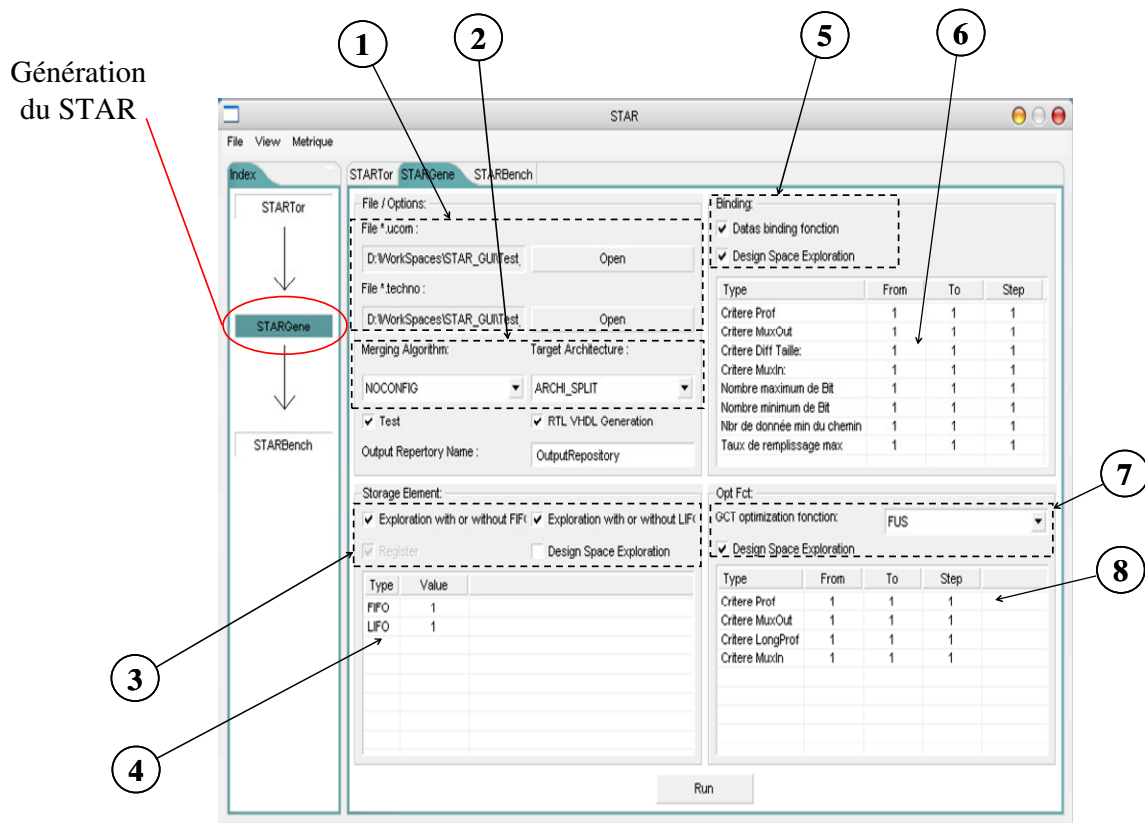 1
2
5
6
Génération
du STAR
STAR
File View Metrique
Index
STARTor
STARGene
STARBench
STARTor STARGene STARBench
File / Options:
File *.ucom :
D:\WorkSpaces\STAR_GUI\Test_
Open
File *.techno :
D:\WorkSpaces\STAR_GUI\Test_
Open
Merging Algorithm: Target Architecture :
NOCONFIG ARCHI_SPLIT
Test RTL VHDL Generation
Output Repertory Name : OutputRepository
Binding:
Datas binding fonction
Design Space Exploration
Type From To Step
Critere Prof 1 1 1
Critere MuxOut 1 1 1
Critere Diff Taille: 1 1 1
Critere MuxIn: 1 1 1
Nombre maximum de Bit 1 1 1
Nombre minimum de Bit 1 1 1
Nbr de donnée min du chemin 1 1 1
Taux de remplissage max 1 1 1
Storage Element:
Exploration with or without FIF Exploration with or without LIF
Register Design Space Exploration
Type Value
FIFO 1
LIFO 1
3
4
Opt Fct:
GCT optimization fonction: FUS
Design Space Exploration
Type From To Step
Critere Prof 1 1 1
Critere MuxOut 1 1 1
Critere LongProf 1 1 1
Critere MuxIn 1 1 1
7
8
Run